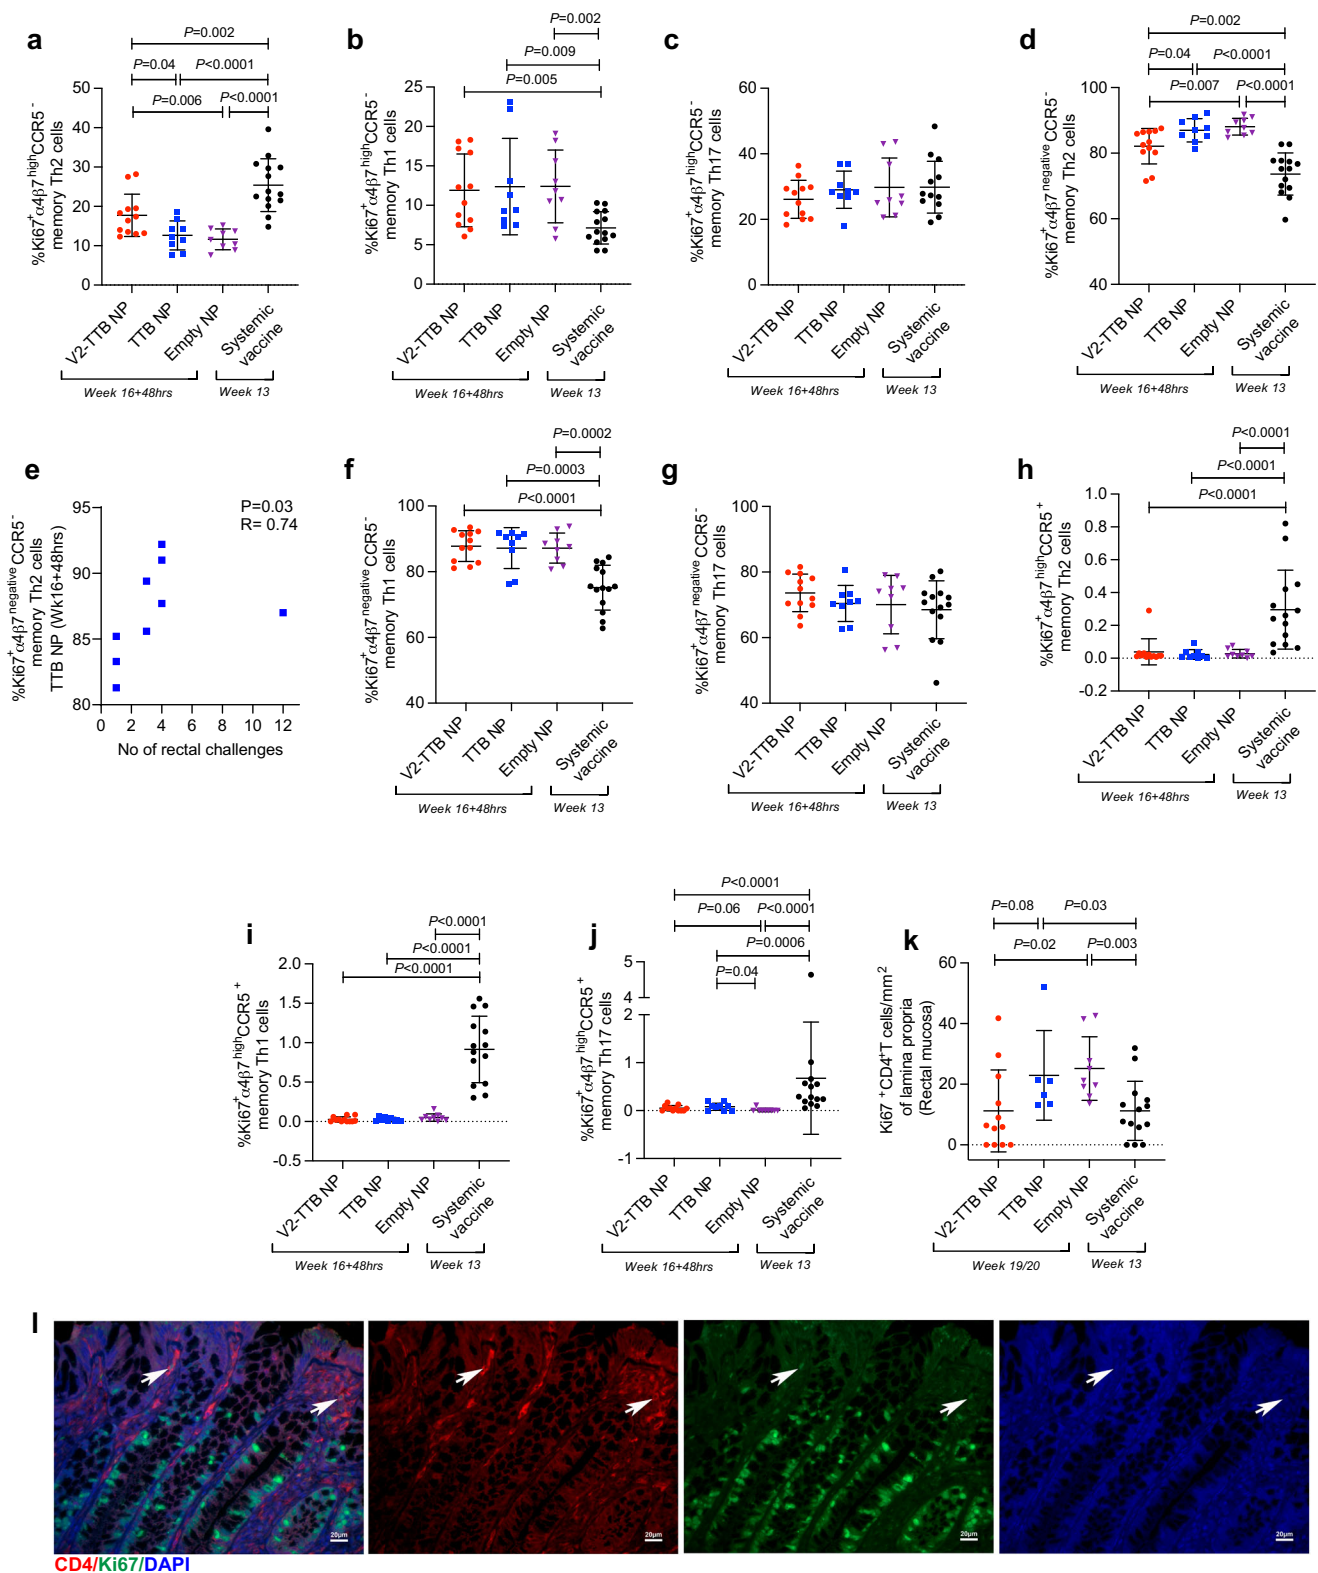 a
P=0.002
P=0.04 P<0.0001
P=0.006 P<0.0001
%Ki67+α4β7highCCR5-
memory Th2 cells
50
40
30
20
10
0
V2-TTB NP
TTB NP
Empty NP
Systemic
vaccine
Week 16+48hrs
Week 13
b
P=0.002
P=0.009
P=0.005
%Ki67+α4β7highCCR5-
memory Th1 cells
25
20
15
10
5
0
V2-TTB NP
TTB NP
Empty NP
Systemic
vaccine
Week 16+48hrs
Week 13
c
%Ki67+α4β7highCCR5-
memory Th17 cells
60
40
20
0
V2-TTB NP
TTB NP
Empty NP
Systemic
vaccine
Week 16+48hrs
Week 13
d
P=0.002
P=0.04 P<0.0001
P=0.007 P<0.0001
%Ki67+α4β7negativeCCR5-
memory Th2 cells
100
80
60
40
V2-TTB NP
TTB NP
Empty NP
Systemic
vaccine
Week 16+48hrs
Week 13
e
P=0.03
R= 0.74
%Ki67+α4β7negativeCCR5-
memory Th2 cells
TTB NP (Wk16+48hrs)
95
90
85
80
0 2 4 6 8 10 12
No of rectal challenges
f
P=0.0002
P=0.0003
P<0.0001
%Ki67+α4β7negativeCCR5-
memory Th1 cells
100
80
60
40
V2-TTB NP
TTB NP
Empty NP
Systemic
vaccine
Week 16+48hrs
Week 13
g
%Ki67+α4β7negativeCCR5-
memory Th17 cells
100
80
60
40
V2-TTB NP
TTB NP
Empty NP
Systemic
vaccine
Week 16+48hrs
Week 13
h
P<0.0001
P<0.0001
P<0.0001
%Ki67+α4β7highCCR5+
memory Th2 cells
1.0
0.8
0.6
0.4
0.2
0.0
-0.2
V2-TTB NP
TTB NP
Empty NP
Systemic
vaccine
Week 16+48hrs
Week 13
i
P<0.0001
P<0.0001
P<0.0001
%Ki67+α4β7highCCR5+
memory Th1 cells
2.0
1.5
1.0
0.5
0.0
-0.5
V2-TTB NP
TTB NP
Empty NP
Systemic
vaccine
Week 16+48hrs
Week 13
j
P<0.0001
P=0.06 P<0.0001
P=0.0006
P=0.04
%Ki67+α4β7highCCR5+
memory Th17 cells
5
4
2
1
0
-1
V2-TTB NP
TTB NP
Empty NP
Systemic
vaccine
Week 16+48hrs
Week 13
k
P=0.08 P=0.03
P=0.02 P=0.003
Ki67+CD4+T cells/mm2
of lamina propria
(Rectal mucosa)
60
40
20
0
V2-TTB NP
TTB NP
Empty NP
Systemic
vaccine
Week 19/20
Week 13
l
20µm
20µm
20µm
20µm
CD4/Ki67/DAPI